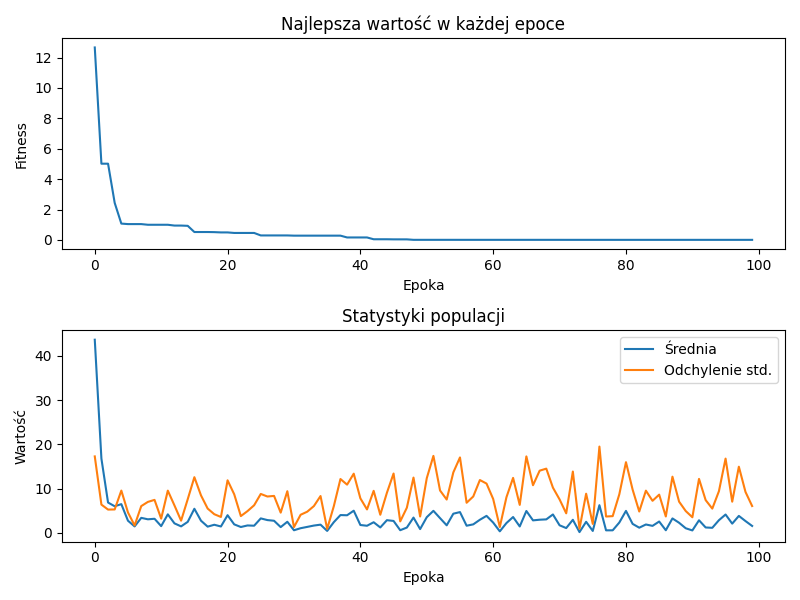 Najlepsza wartość w każdej epoce
12
10
8
6
4
2
0
Fitness
0 20 40 60 80 100
Epoka
Statystyki populacji
40
30
20
10
0
Wartość
Średnia
Odchylenie std.
0 20 40 60 80 100
Epoka